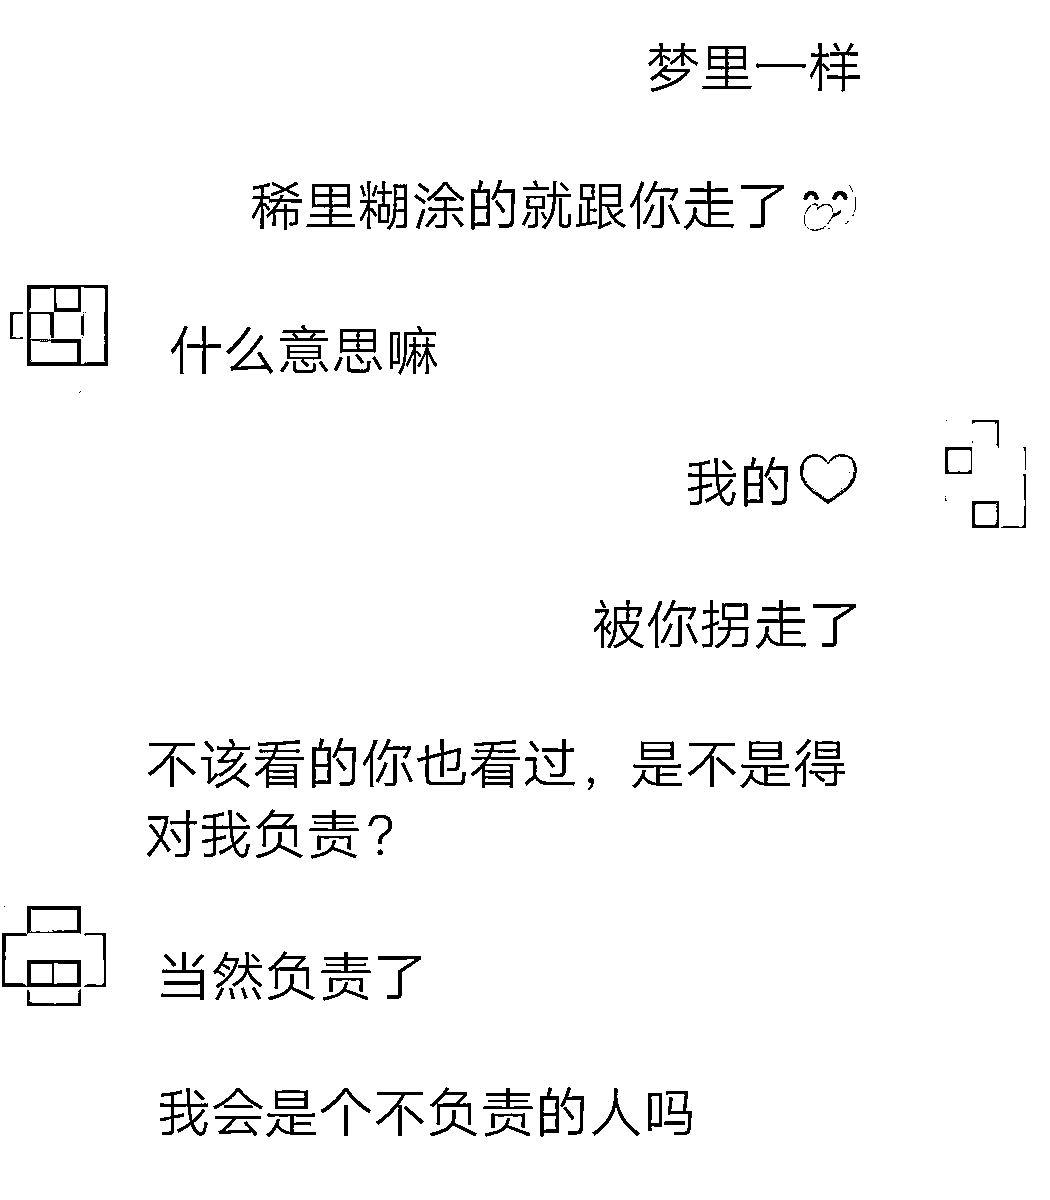 梦里一样
稀里糊涂的就跟你走了🤭
什么意思嘛
我的♡
被你拐走了
不该看的你也看过，是不是得
对我负责？
当然负责了
我会是个不负责的人吗